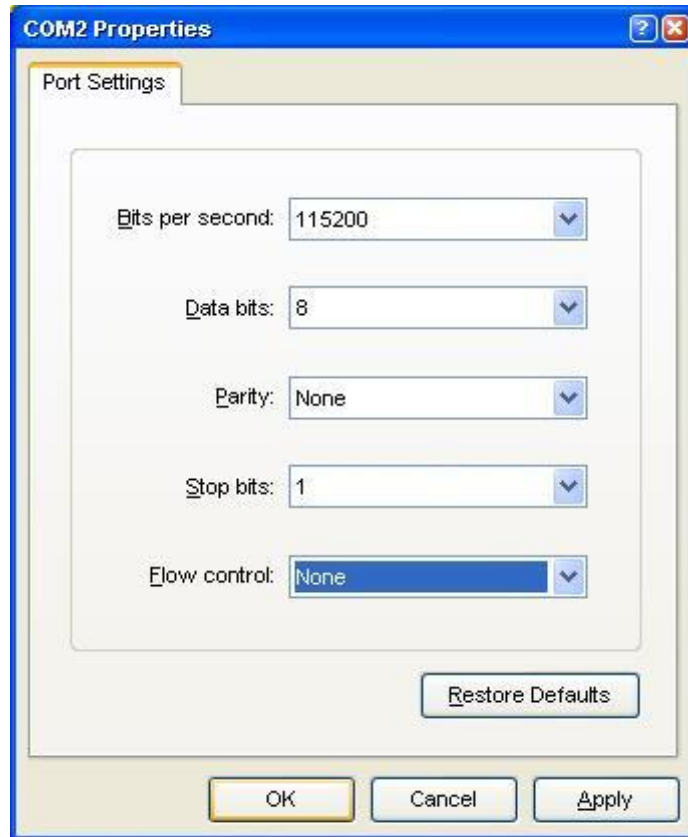 COM2 Properties
Port Settings
Bits per second: 115200
Data bits: 8
Parity: None
Stop bits: 1
Flow control: None
Restore Defaults
OK Cancel Apply